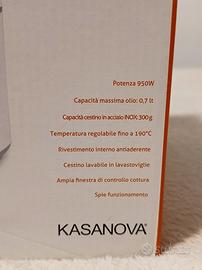 Potenza 950W
Capacità massima olio: 0,7 lt
Capacità cestino in acciaio INOX: 300 g
Temperatura regolabile fino a 190°C
Rivestimento interno antiaderente
Cestino lavabile in lavastoviglie
Ampia finestra di controllo cottura
Spie funzionamento
KASANOVA